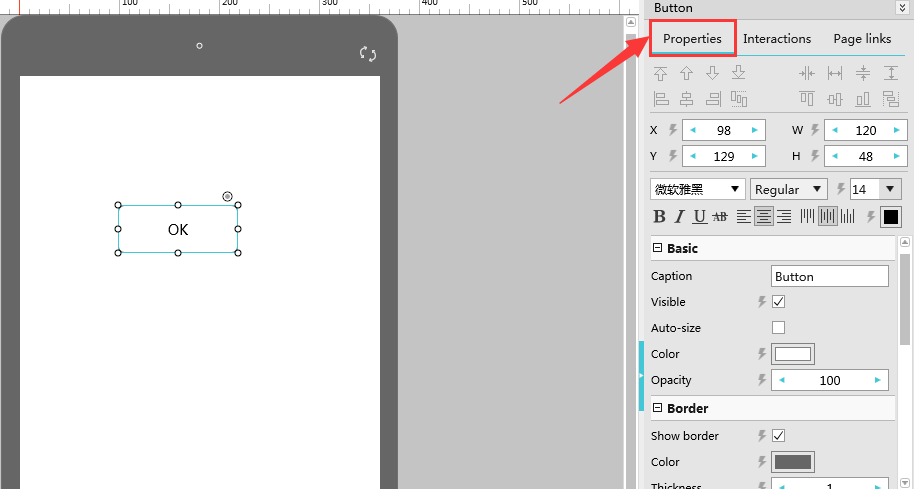 100 200 300 400 500
Button
Properties Interactions Page links
X 98 W 120
Y 129 H 48
微软雅黑 Regular 14
B I U AB
OK
Basic
Caption Button
Visible
Auto-size
Color
Opacity 100
Border
Show border
Color
Thickness 1